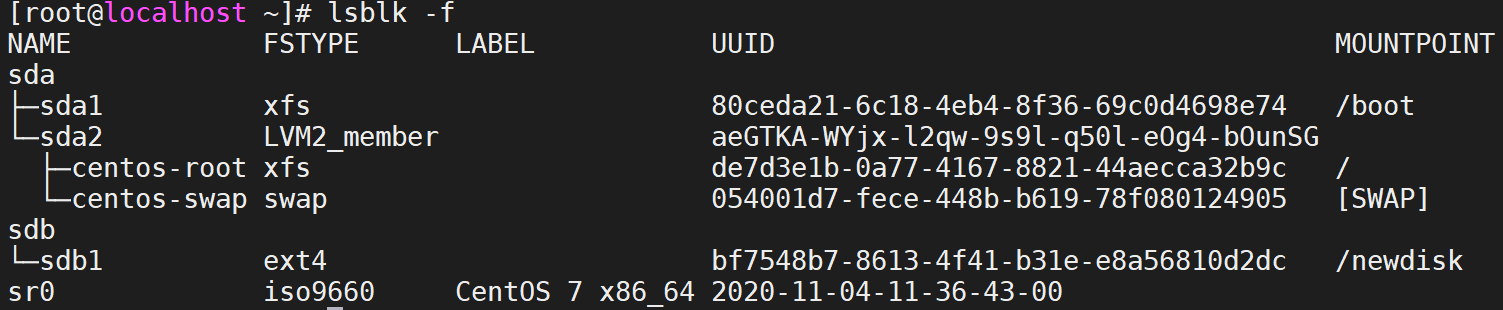 [root@localhost ~]# lsblk -f
NAME            FSTYPE      LABEL           UUID                                   MOUNTPOINT
sda
├─sda1          xfs                         80ceda21-6c18-4eb4-8f36-69c0d4698e74   /boot
└─sda2          LVM2_member                 aeGTKA-WYjx-l2qw-9s9l-q50l-eOg4-bOunSG
  ├─centos-root xfs                         de7d3e1b-0a77-4167-8821-44aecca32b9c   /
  └─centos-swap swap                        054001d7-fece-448b-b619-78f080124905   [SWAP]
sdb
└─sdb1          ext4                        bf7548b7-8613-4f41-b31e-e8a56810d2dc   /newdisk
sr0             iso9660     CentOS 7 x86_64 2020-11-04-11-36-43-00